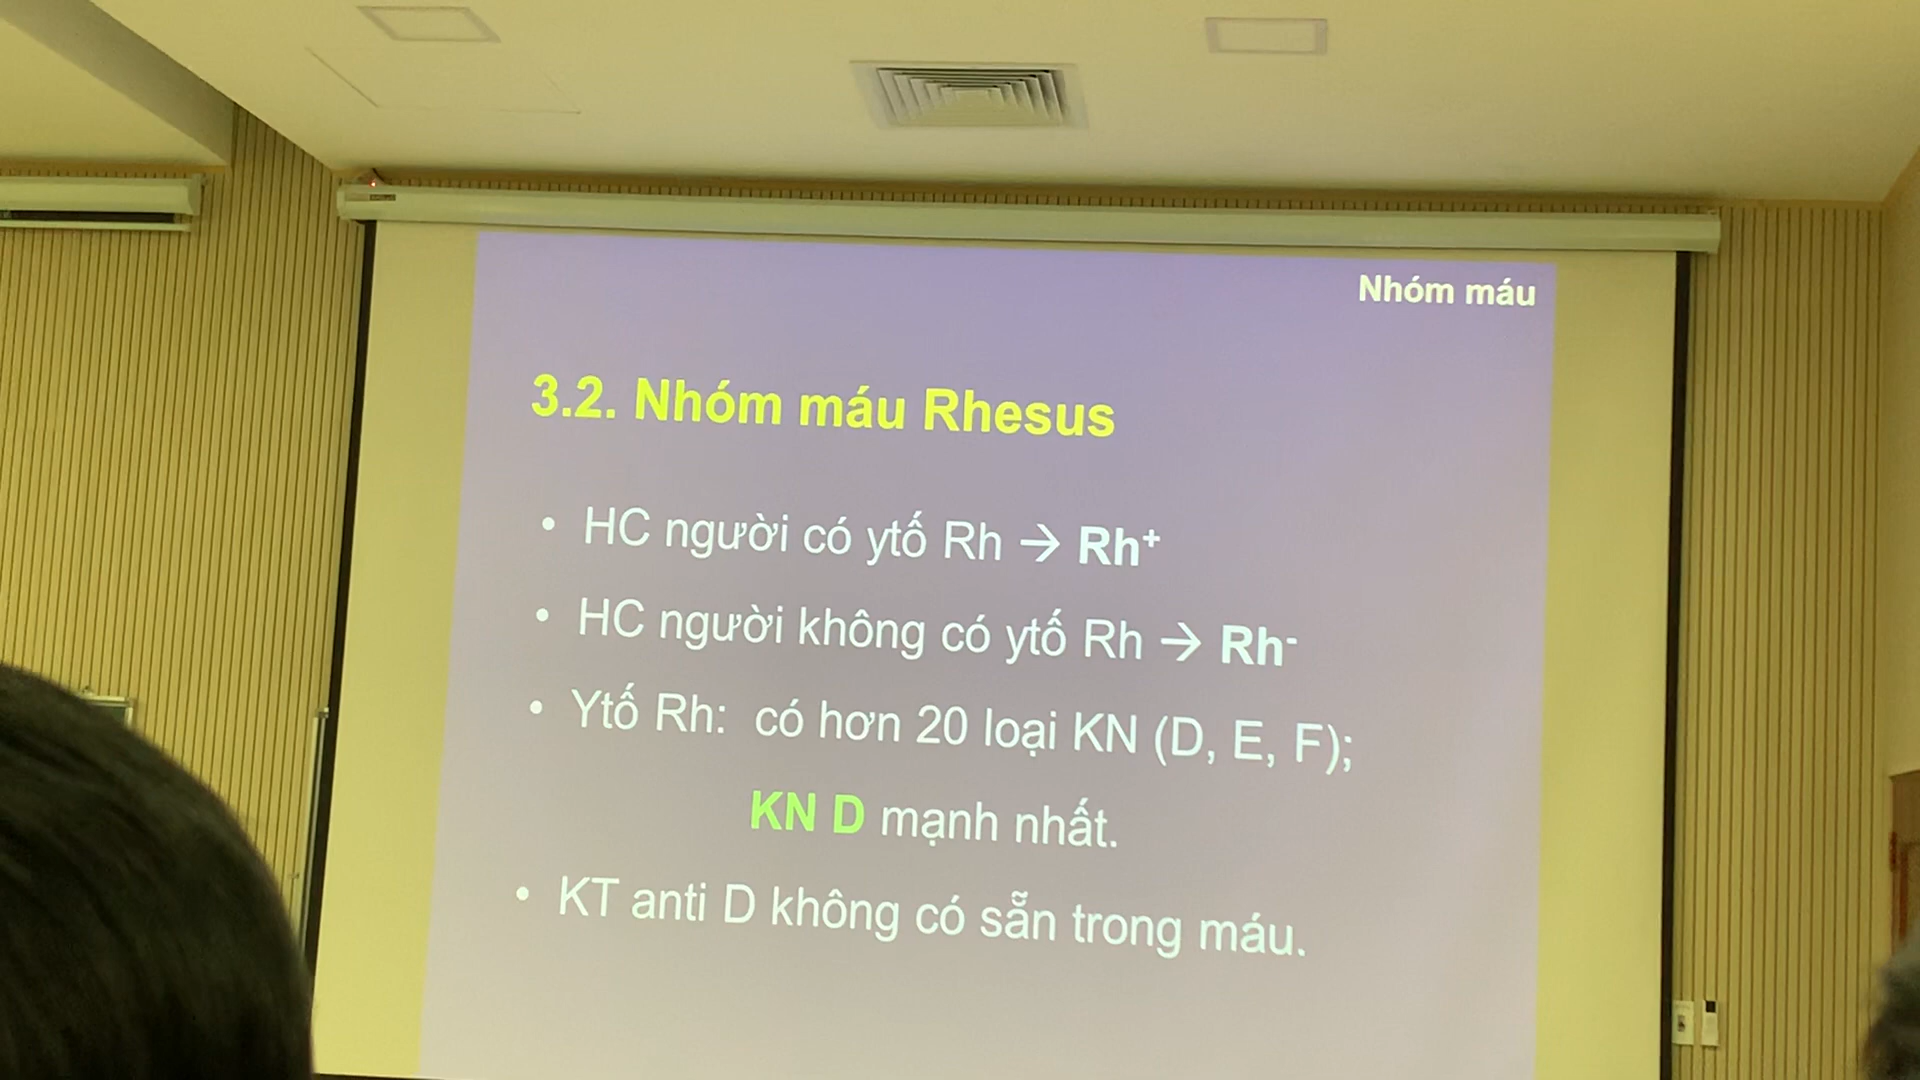 Nhóm máu
3.2. Nhóm máu Rhesus
• HC người có ytố Rh → Rh⁺
• HC người không có ytố Rh → Rh⁻
• Ytố Rh: có hơn 20 loại KN (D, E, F);
KN D mạnh nhất.
• KT anti D không có sẵn trong máu.